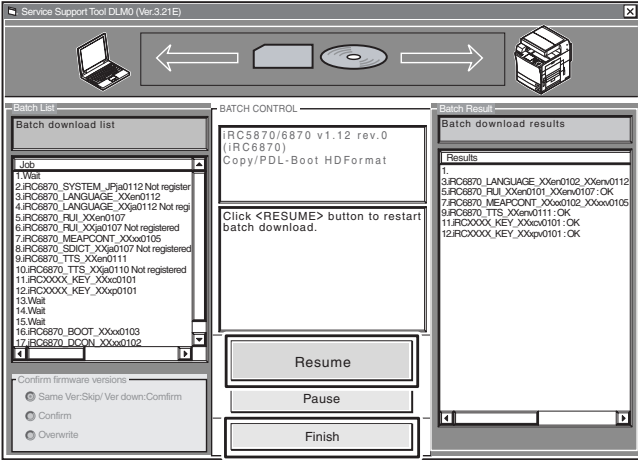 Service Support Tool DLM0 (Ver.3.21E)
Batch List
Batch download list
Job
1.Wait
2.iRC6870_SYSTEM_JPja0112 Not register
3.iRC6870_LANGUAGE_XXen0112
4.iRC6870_LANGUAGE_XXja0112 Not regi
5.iRC6870_RUI_XXen0107
6.iRC6870_RUI_XXja0107 Not registered
7.iRC6870_MEAPCONT_XXxx0105
8.iRC6870_SDICT_XXja0107 Not registered
9.iRC6870_TTS_XXen0111
10.iRC6870_TTS_XXja0110 Not registered
11.iRCXXXX_KEY_XXxc0101
12.iRCXXXX_KEY_XXxp0101
13.Wait
14.Wait
15.Wait
16.iRC6870_BOOT_XXxx0103
17.iRC6870_DCON_XXxx0102
Confirm firmware versions
Same Ver:Skip/ Ver down:Comfirm
Confirm
Overwrite
BATCH CONTROL
iRC5870/6870 v1.12 rev.0
(iRC6870)
Copy/PDL-Boot HDFormat
Click <RESUME> button to restart
batch download.
Resume
Pause
Finish
Batch Result
Batch download results
Results
1.
3.iRC6870_LANGUAGE_XXen0102_XXenv0112
5.iRC6870_RUI_XXen0101_XXenv0107 : OK
7.iRC6870_MEAPCONT_XXxx0102_XXxxv0105
9.iRC6870_TTS_XXenv0111 : OK
11.iRCXXXX_KEY_XXxcv0101 : OK
12.iRCXXXX_KEY_XXxpv0101 : OK